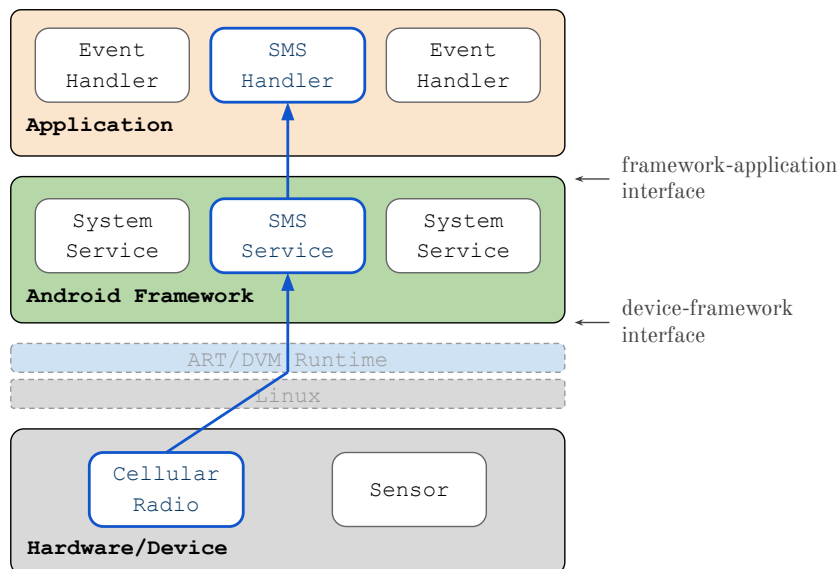 Event
Handler
SMS
Handler
Event
Handler
Application
framework-application
interface
System
Service
SMS
Service
System
Service
Android Framework
device-framework
interface
ART/DVM Runtime
Linux
Cellular
Radio
Sensor
Hardware/Device